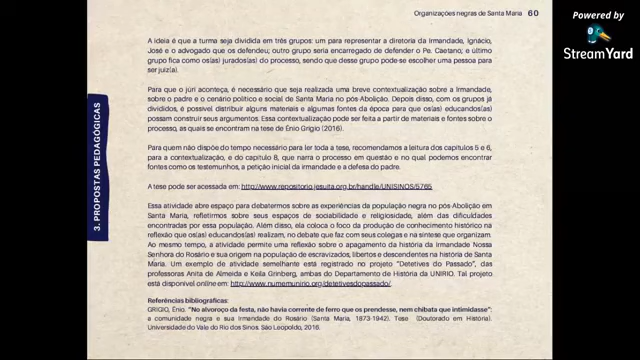 Organizações negras de Santa Maria 60
Powered by
StreamYard
A ideia é que a turma seja dividida em três grupos: um para representar a diretoria da Irmandade, Ignácio,
José e o advogado que os defendeu; outro grupo seria encarregado de defender o Pe. Caetano; e último
grupo fica como os(as) jurados(as) do processo, sendo que desse grupo pode-se escolher uma pessoa para
ser juiz(a).
Para que o júri aconteça, é necessário que seja realizada uma breve contextualização sobre a Irmandade,
sobre o padre e o cenário político e social de Santa Maria no pós-Abolição. Depois disso, com os grupos já
divididos, é possível distribuir alguns materiais e algumas fontes da época para que os(as) educandos(as)
possam construir seus argumentos. Essa contextualização pode ser feita a partir de materiais e fontes sobre o
processo, as quais se encontram na tese de Ênio Grigio (2016).
Para quem não dispõe do tempo necessário para ler toda a tese, recomendamos a leitura dos capítulos 5 e 6,
para a contextualização, e do capítulo 8, que narra o processo em questão e no qual podemos encontrar
fontes como os testemunhos, a petição inicial da irmandade e a defesa do padre.
A tese pode ser acessada em: http://www.repositorio.jesuita.org.br/handle/UNISINOS/5765
Essa atividade abre espaço para debatermos sobre as experiências da população negra no pós-Abolição em
Santa Maria, refletirmos sobre seus espaços de sociabilidade e religiosidade, além das dificuldades
encontradas por essa população. Além disso, ela coloca o foco da produção de conhecimento histórico na
reflexão que os(as) educandos(as) realizam, no debate que faz com seus colegas e na síntese que organizam.
Ao mesmo tempo, a atividade permite uma reflexão sobre o apagamento da história da Irmandade Nossa
Senhora do Rosário e sua origem na população de escravizados, libertos e descendentes na história de Santa
Maria. Um exemplo de atividade semelhante está registrado no projeto “Detetives do Passado”, das
professoras Anita de Almeida e Keila Grinberg, ambas do Departamento de História da UNIRIO. Tal projeto
está disponível online em: http://www.numemunirio.org/detetivesdopassado/
Referências bibliográficas:
GRIGIO, Ênio. "No alvoroço da festa, não havia corrente de ferro que os prendesse, nem chibata que intimidasse":
a comunidade negra e sua Irmandade do Rosário (Santa Maria, 1873-1942). Tese (Doutorado em História).
Universidade do Vale do Rio dos Sinos. São Leopoldo, 2016.
3. PROPOSTAS PEDAGÓGICAS